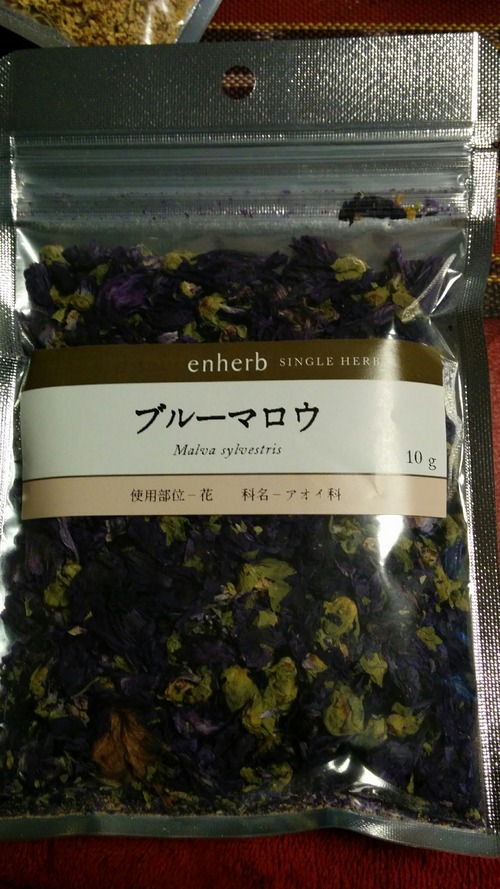 enherb SINGLE HERB
ブルーマロウ
Malva sylvestris
10 g
使用部位－花 科名－アオイ科